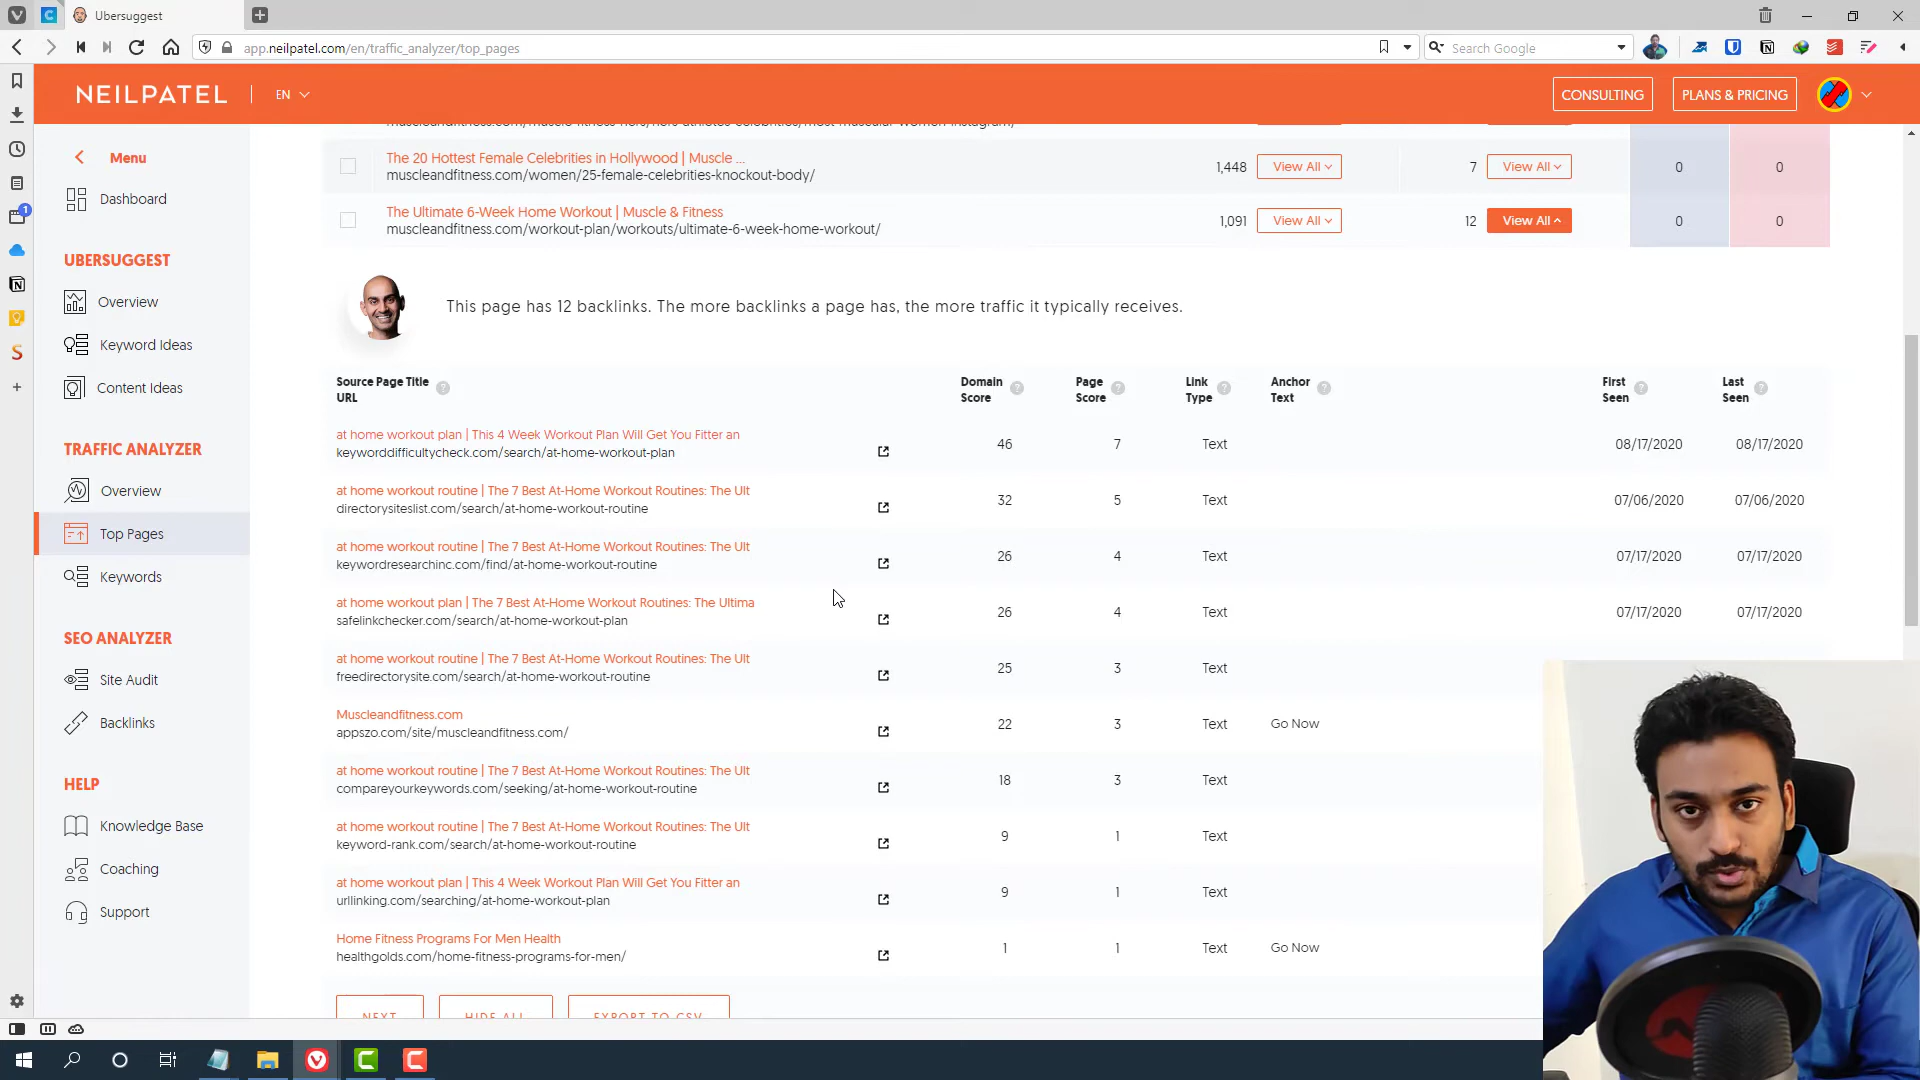 Ubersuggest
app.neilpatel.com/en/traffic_analyzer/top_pages
Search Google
NEILPATEL
EN
CONSULTING
PLANS & PRICING
Menu
Dashboard
UBERSUGGEST
Overview
Keyword Ideas
Content Ideas
TRAFFIC ANALYZER
Overview
Top Pages
Keywords
SEO ANALYZER
Site Audit
Backlinks
HELP
Knowledge Base
Coaching
Support
1
The 20 Hottest Female Celebrities in Hollywood | Muscle ...
muscleandfitness.com/women/25-female-celebrities-knockout-body/
1,448 View All 7 View All 0 0
The Ultimate 6-Week Home Workout | Muscle & Fitness
muscleandfitness.com/workout-plan/workouts/ultimate-6-week-home-workout/
1,091 View All 12 View All 0 0
This page has 12 backlinks. The more backlinks a page has, the more traffic it typically receives.
Source Page Title
URL
Domain
Score
Page
Score
Link
Type
Anchor
Text
First
Seen
Last
Seen
at home workout plan | This 4 Week Workout Plan Will Get You Fitter an
keyworddifficultycheck.com/search/at-home-workout-plan
46 7 Text 08/17/2020 08/17/2020
at home workout routine | The 7 Best At-Home Workout Routines: The Ult
directorysiteslist.com/search/at-home-workout-routine
32 5 Text 07/06/2020 07/06/2020
at home workout routine | The 7 Best At-Home Workout Routines: The Ult
keywordresearchinc.com/find/at-home-workout-routine
26 4 Text 07/17/2020 07/17/2020
at home workout plan | The 7 Best At-Home Workout Routines: The Ultima
safelinkchecker.com/search/at-home-workout-plan
26 4 Text 07/17/2020 07/17/2020
at home workout routine | The 7 Best At-Home Workout Routines: The Ult
freedirectorysite.com/search/at-home-workout-routine
25 3 Text
Muscleandfitness.com
appszo.com/site/muscleandfitness.com/
22 3 Text Go Now
at home workout routine | The 7 Best At-Home Workout Routines: The Ult
compareyourkeywords.com/seeking/at-home-workout-routine
18 3 Text
at home workout routine | The 7 Best At-Home Workout Routines: The Ult
keyword-rank.com/search/at-home-workout-routine
9 1 Text
at home workout plan | This 4 Week Workout Plan Will Get You Fitter an
urllinking.com/searching/at-home-workout-plan
9 1 Text
Home Fitness Programs For Men Health
healthgolds.com/home-fitness-programs-for-men/
1 1 Text Go Now
NEXT
HIDE ALL
EXPORT TO CSV